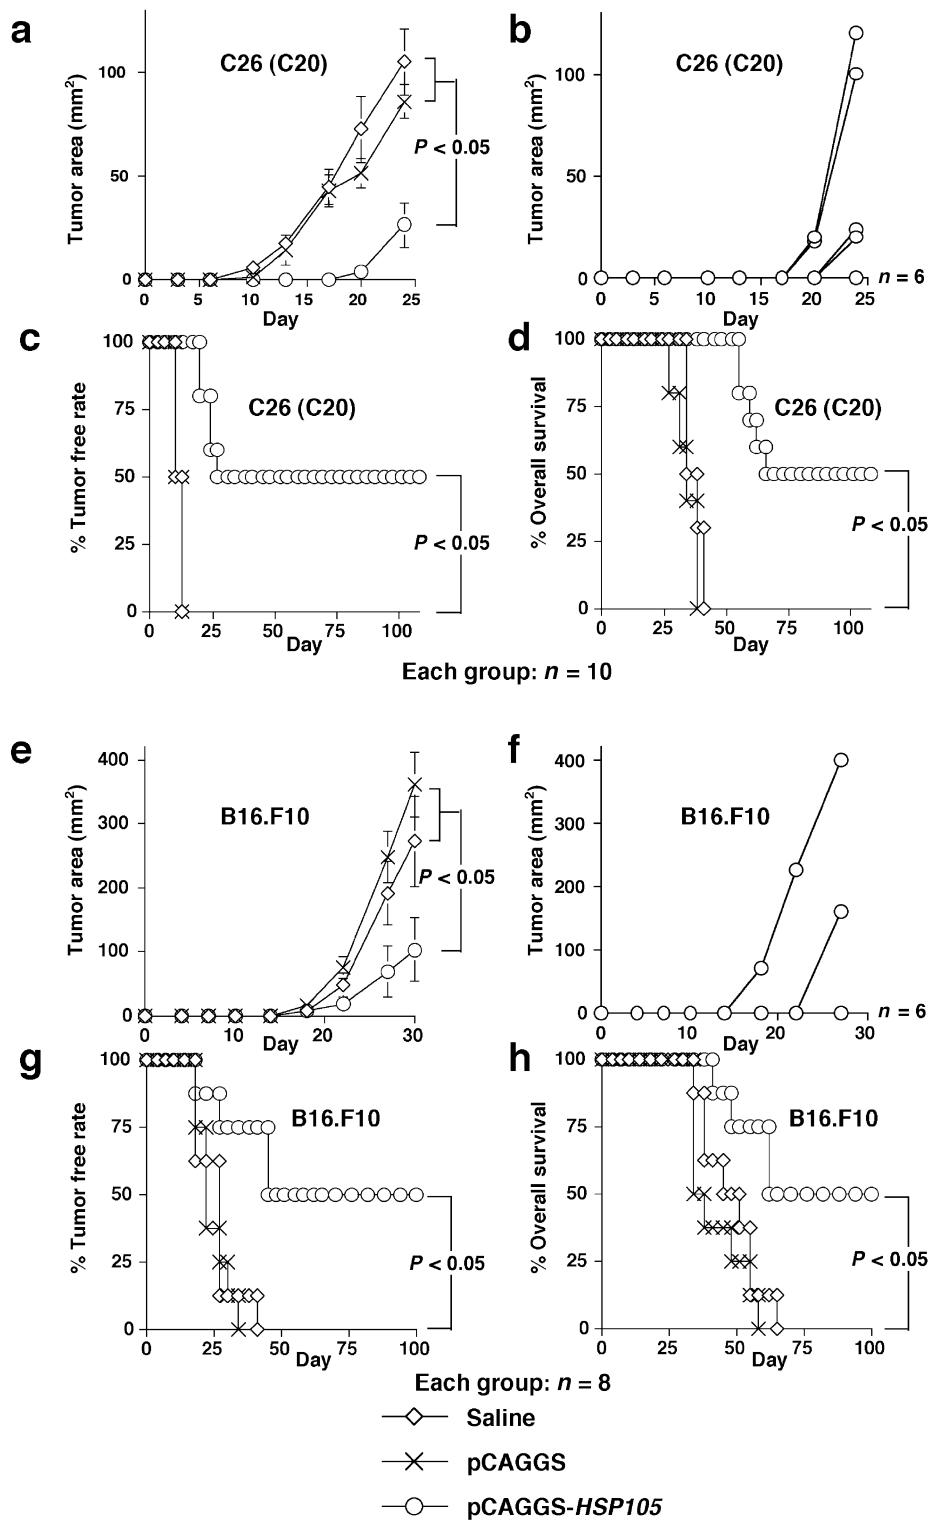 a
C26 (C20)
Tumor area (mm2)
100
50
0
P < 0.05
0 5 10 15 20 25
Day
b
C26 (C20)
Tumor area (mm2)
100
50
0
n = 6
0 5 10 15 20 25
Day
c
C26 (C20)
% Tumor free rate
100
75
50
25
0
P < 0.05
0 25 50 75 100
Day
d
C26 (C20)
% Overall survival
100
75
50
25
0
P < 0.05
0 25 50 75 100
Day
Each group: n = 10
e
B16.F10
Tumor area (mm2)
400
300
200
100
0
P < 0.05
0 10 20 30
Day
f
B16.F10
Tumor area (mm2)
400
300
200
100
0
n = 6
0 10 20 30
Day
g
B16.F10
% Tumor free rate
100
75
50
25
0
P < 0.05
0 25 50 75 100
Day
h
B16.F10
% Overall survival
100
75
50
25
0
P < 0.05
0 25 50 75 100
Day
Each group: n = 8
Saline
pCAGGS
pCAGGS-HSP105